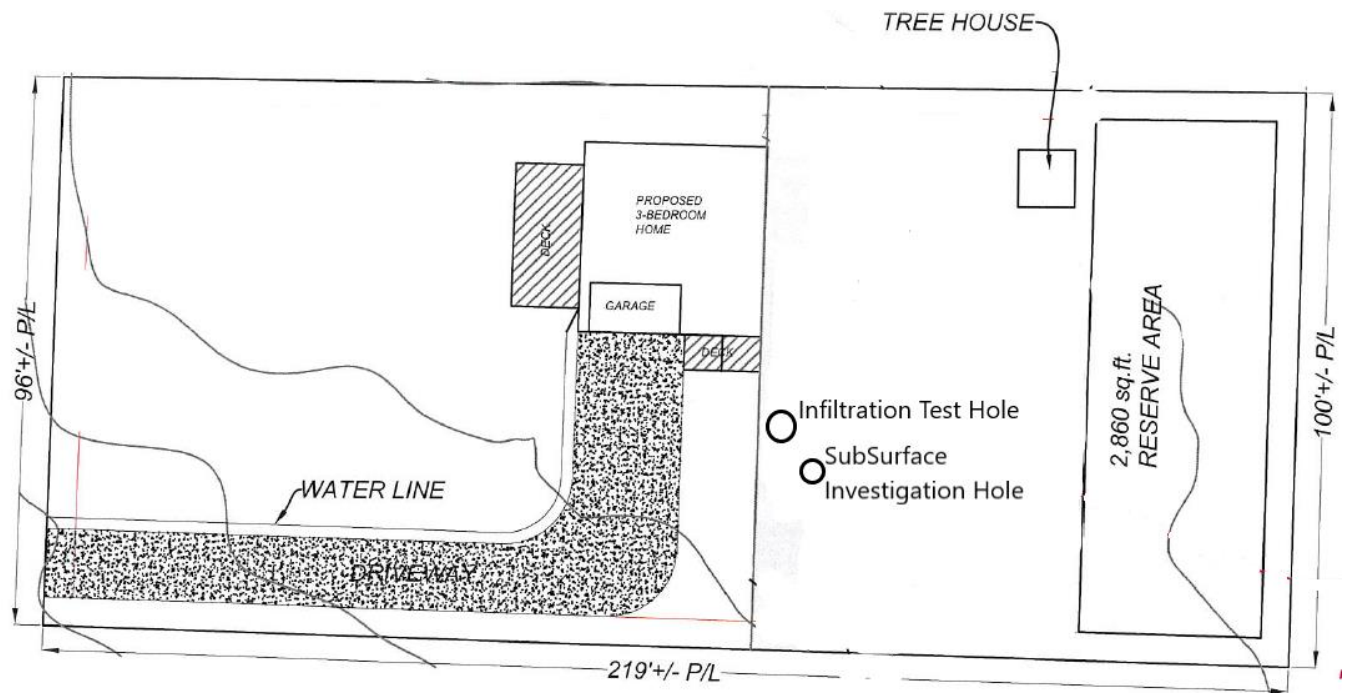 TREE HOUSE
96'+/- P/L
PROPOSED
3-BEDROOM
HOME
DECK
GARAGE
DECK
WATER LINE
DRIVEWAY
Infiltration Test Hole
SubSurface
Investigation Hole
2,860 sq.ft.
RESERVE AREA
100'+/- P/L
219'+/- P/L